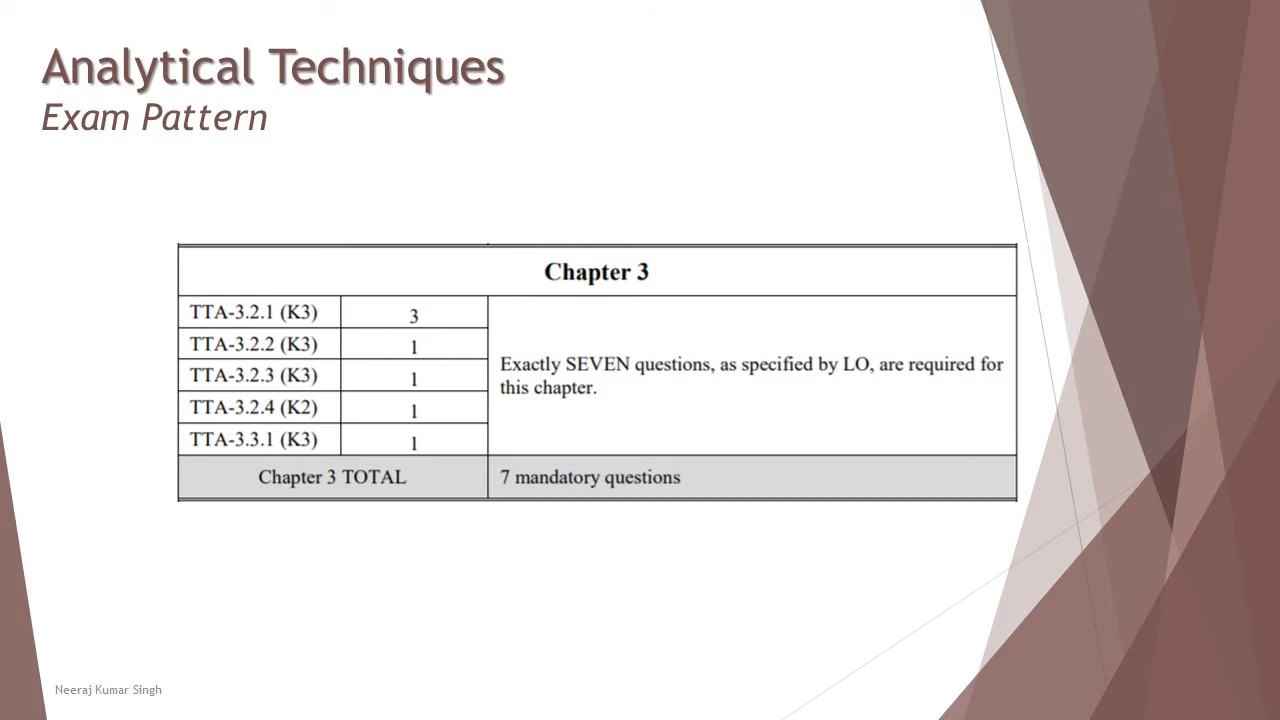 Analytical Techniques
Exam Pattern
Chapter 3
TTA-3.2.1 (K3) 3
TTA-3.2.2 (K3) 1
TTA-3.2.3 (K3) 1
TTA-3.2.4 (K2) 1
TTA-3.3.1 (K3) 1
Exactly SEVEN questions, as specified by LO, are required for
this chapter.
Chapter 3 TOTAL 7 mandatory questions
Neeraj Kumar Singh